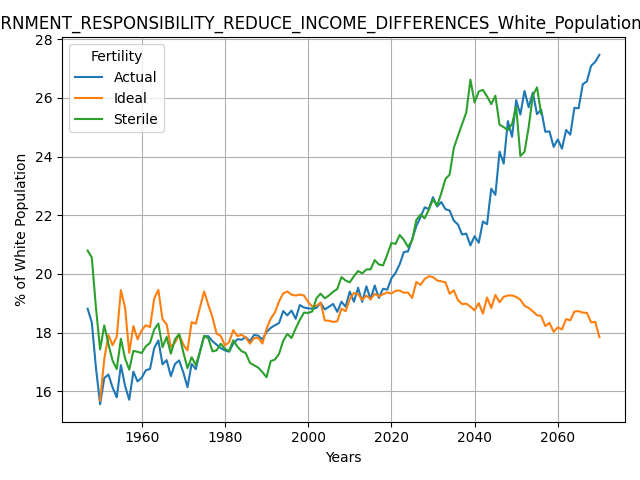 RNMENT_RESPONSIBILITY_REDUCE_INCOME_DIFFERENCES_White_Population
Fertility
Actual
Ideal
Sterile
28
26
24
22
20
18
16
% of White Population
1960 1980 2000 2020 2040 2060
Years